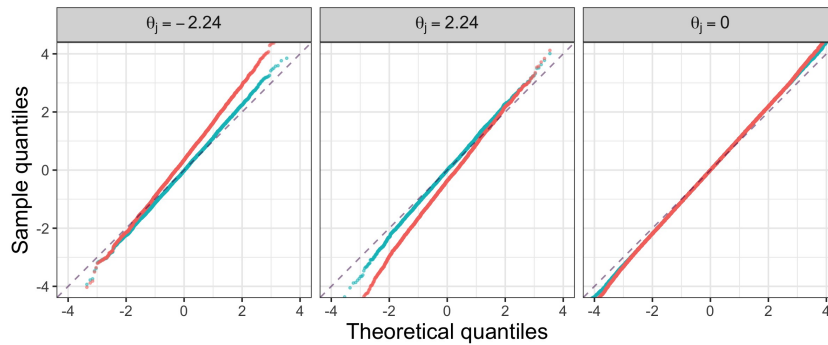 θj = −2.24
θj = 2.24
θj = 0
Sample quantiles
4
2
0
-2
-4
-4 -2 0 2 4
-4 -2 0 2 4
-4 -2 0 2 4
Theoretical quantiles